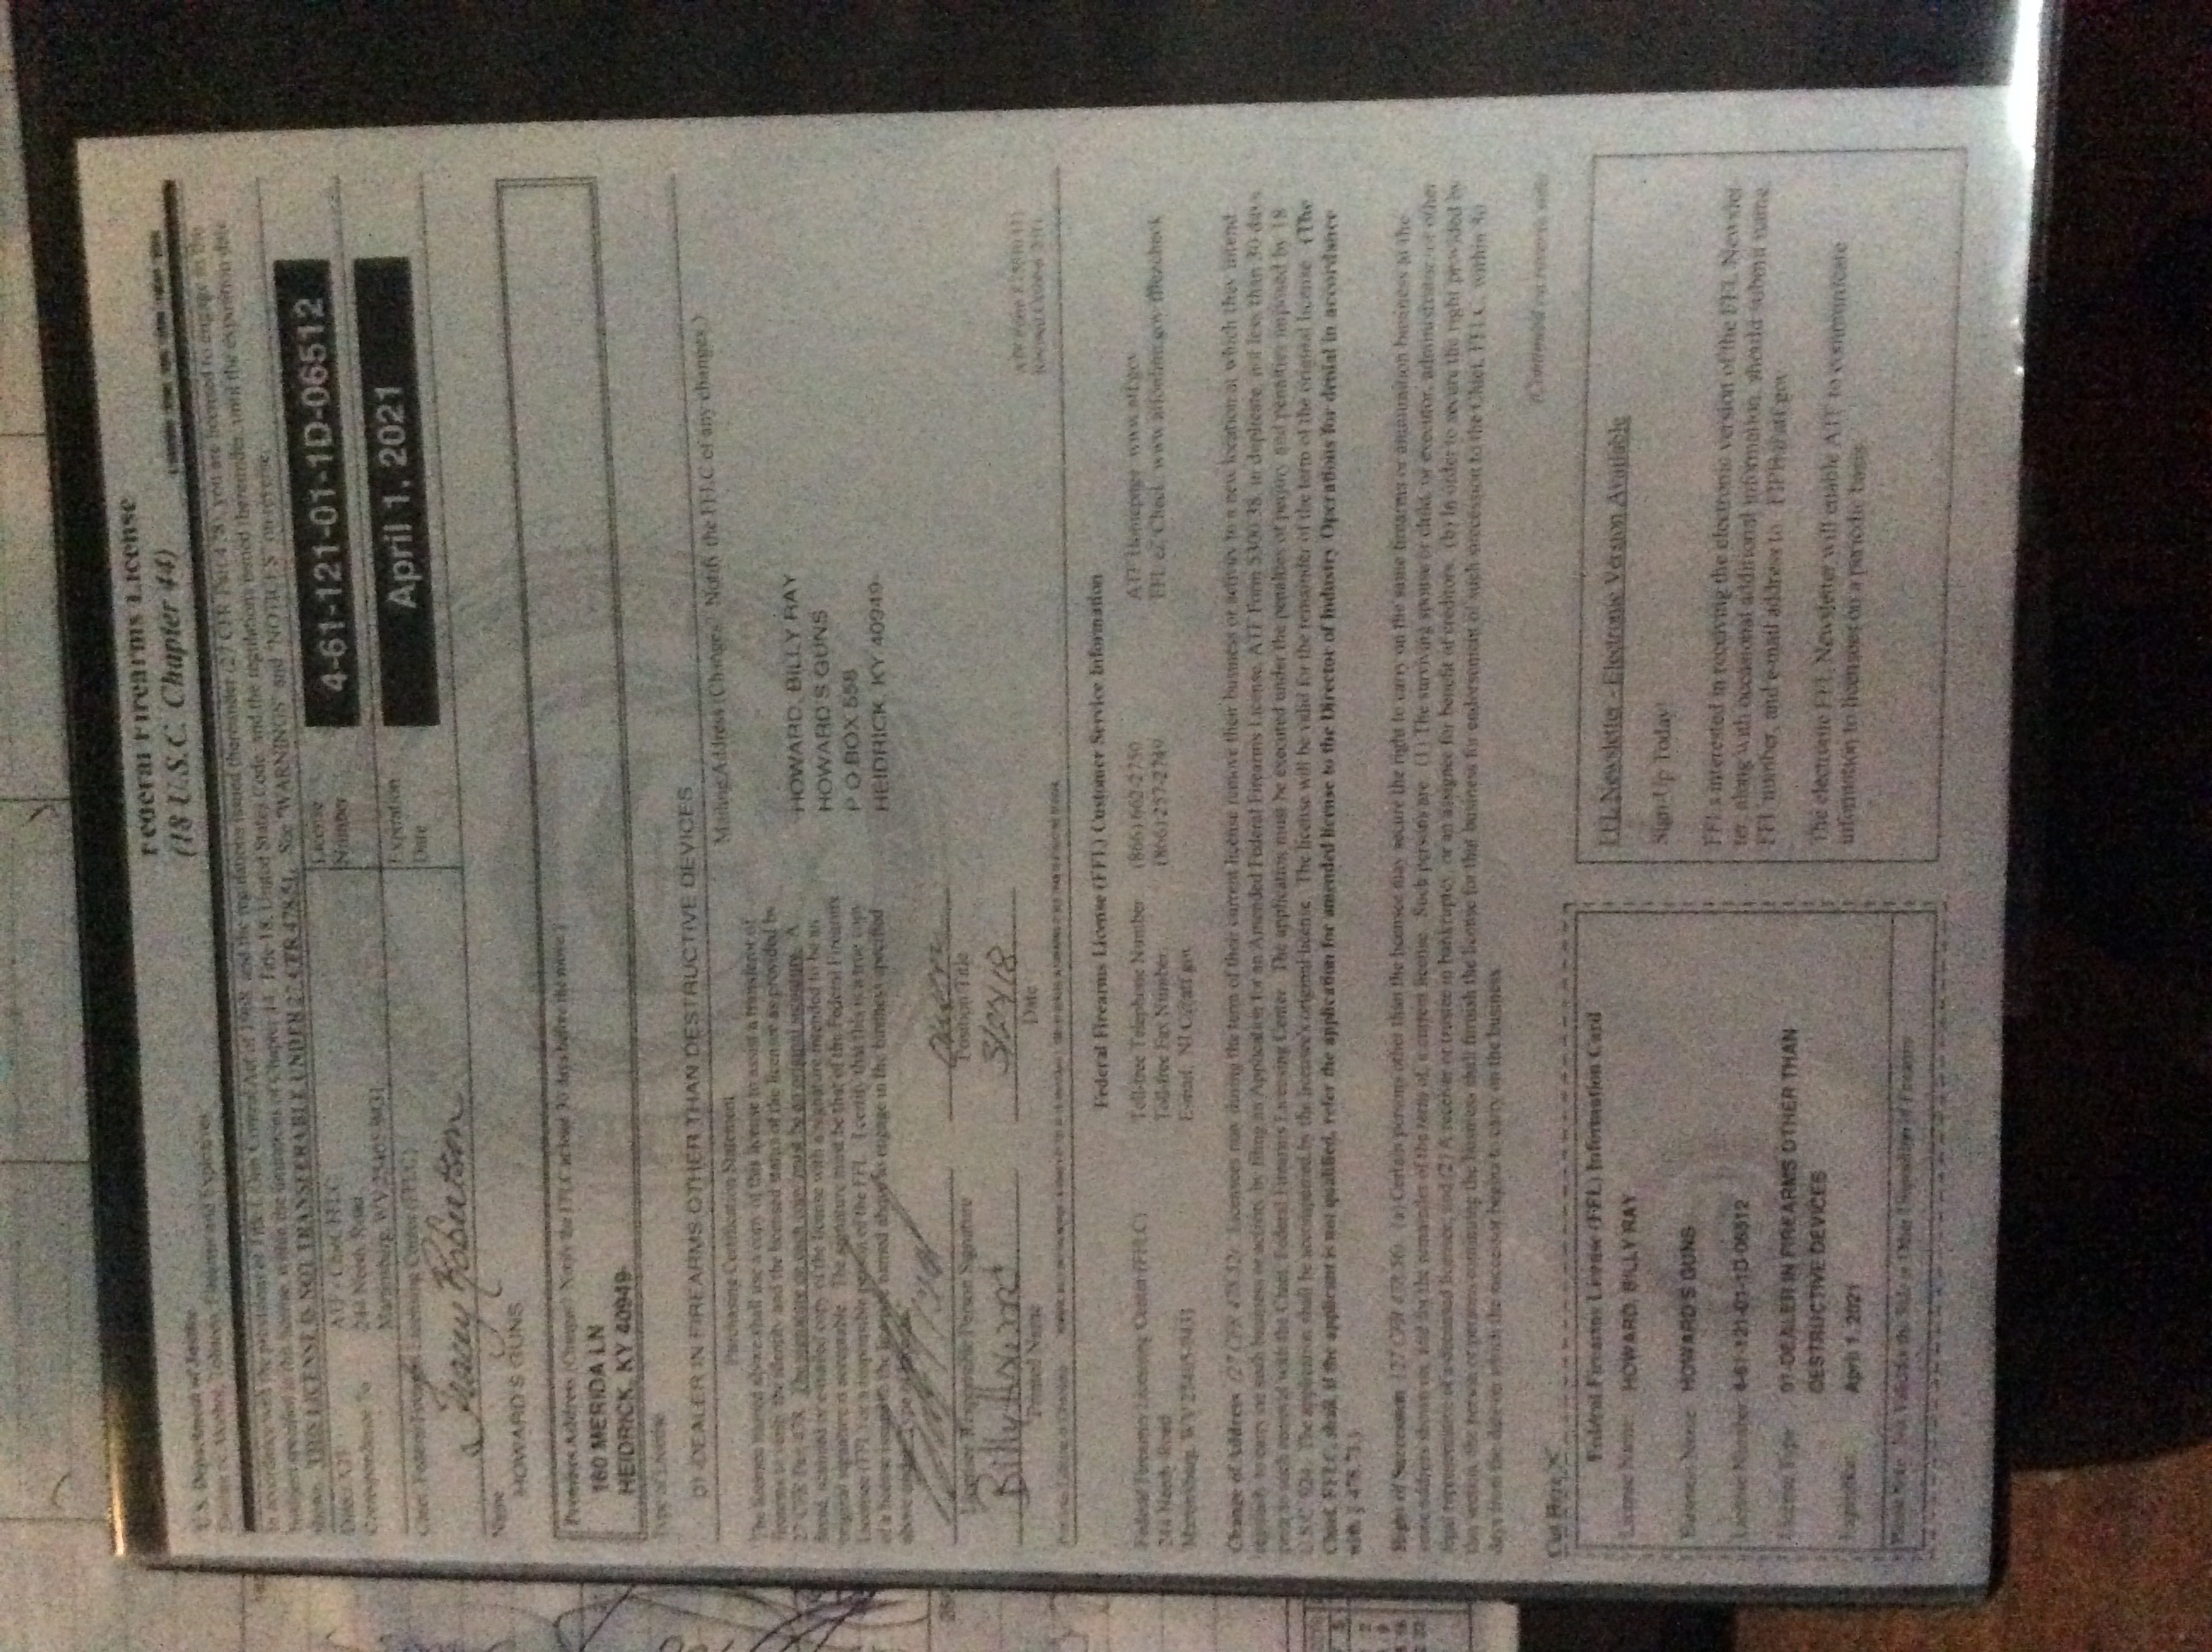 Federal Firearms License
(18 U.S.C. Chapter 44)
U.S. Department of Justice
Alcohol, Tobacco, Firearms and Explosives
In accordance with the provisions of Title I, Gun Control Act of 1968, and the regulations issued thereunder (27 CFR Part 478), you are licensed to engage in the
business specified in this license, within the limitations of Chapter 44, Title 18, United States Code, and the regulations issued thereunder, until the expiration date
shown. THIS LICENSE IS NOT TRANSFERABLE UNDER 27 CFR 478.51. See "WARNINGS" and "NOTICES" on reverse.
Direct ATF
Correspondence To
ATF - Chief, FFLC
244 Needy Road
Martinsburg, WV 25405-9431
License
Number
4-61-121-01-1D-06512
Chief, Federal Firearms Licensing Center (FFLC)
Tracey Robertson
Expiration
Date
April 1, 2021
Name
HOWARD'S GUNS
Premises Address (Changes? Notify the FFLC at least 30 days before the move.)
160 MERIDA LN
HEIDRICK, KY 40949-
Type of License
01-DEALER IN FIREARMS OTHER THAN DESTRUCTIVE DEVICES
Purchasing Certification Statement
The licensee named above shall use a copy of this license to assist a transferor of
firearms to verify the identity and the licensed status of the licensee as provided by
27 CFR Part 478. The signature on each copy must be an original signature. A
faxed, scanned or e-mailed copy of the license with a signature intended to be an
original signature is acceptable. The signature must be that of the Federal Firearms
Licensee (FFL) or a responsible person of the FFL. I certify that this is a true copy
of a license issued to the licensee named above to engage in the business specified
above under "Type of License."
Mailing Address (Changes? Notify the FFLC of any changes.)
HOWARD, BILLY RAY
HOWARD'S GUNS
P O BOX 558
HEIDRICK, KY 40949-
Licensee/Responsible Person Signature
Owner
Position/Title
Billy Howard
Printed Name
Date
Federal Firearms License (FFL) Customer Service Information
Federal Firearms Licensing Center (FFLC)
244 Needy Road
Martinsburg, WV 25405-9431
Toll-free Telephone Number: (866) 662-2750
Toll-free Fax Number: (866) 257-2749
E-mail: NLC@atf.gov
ATF Homepage: www.atf.gov
FFL eZ Check: www.atfonline.gov/fflezcheck
Change of Address (27 CFR 478.52). Licensees may during the term of their current license remove their business or activity to a new location at which they intend
regularly to carry on such business or activity by filing an Application for an Amended Federal Firearms License, ATF Form 5300.38, in duplicate, not less than 30 days
prior to such removal with the Chief, Federal Firearms Licensing Center. The application must be executed under the penalties of perjury and penalties imposed by 18
U.S.C. 924. The application shall be accompanied by the licensee's original license. The license will be valid for the remainder of the term of the original license. (The
Chief, FFLC, shall, if the applicant is not qualified, refer the application for amended license to the Director of Industry Operations for denial in accordance
with § 478.71.)
Right of Succession (27 CFR 478.56). (a) Certain persons other than the licensee may secure the right to carry on the same firearms or ammunition business at the
same address shown on, and for the remainder of the term of, a current license. Such persons are: (1) The surviving spouse or child, or executor, administrator, or other
legal representative of a deceased licensee; and (2) A receiver or trustee in bankruptcy, or an assignee for benefit of creditors. (b) In order to secure the right provided by
this section, the person or persons continuing the business shall furnish the license for that business for endorsement of such succession to the Chief, FFLC, within 30
days from the date on which the successor begins to carry on the business.
(Continued on reverse side)
Cut Here
Federal Firearms License (FFL) Information Card
License Name: HOWARD, BILLY RAY
Business Name: HOWARD'S GUNS
License Number: 4-61-121-01-1D-06512
License Type: 01-DEALER IN FIREARMS OTHER THAN
DESTRUCTIVE DEVICES
Expiration: April 1, 2021
Please Note: Not Valid for the Sale or Other Disposition of Firearms
FFL Newsletter - Electronic Version Available
Sign-Up Today!
FFLs interested in receiving the electronic version of the FFL Newslet-
ter, along with occasional additional information, should submit name,
FFL number, and e-mail address to: FIPB@atf.gov
The electronic FFL Newsletter will enable ATF to communicate
information to licensees on a periodic basis.